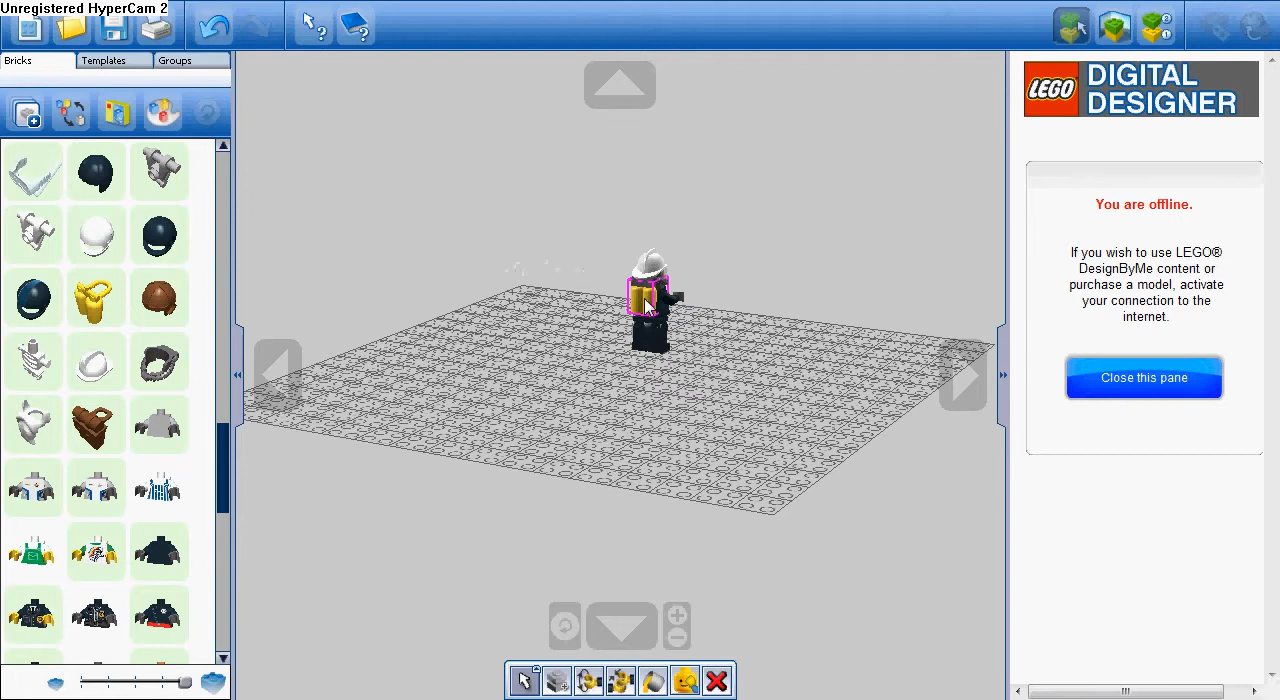 Unregistered HyperCam 2
Bricks
Templates
Groups
LEGO
DIGITAL
DESIGNER
You are offline.
If you wish to use LEGO®
DesignByMe content or
purchase a model, activate
your connection to the
internet.
Close this pane